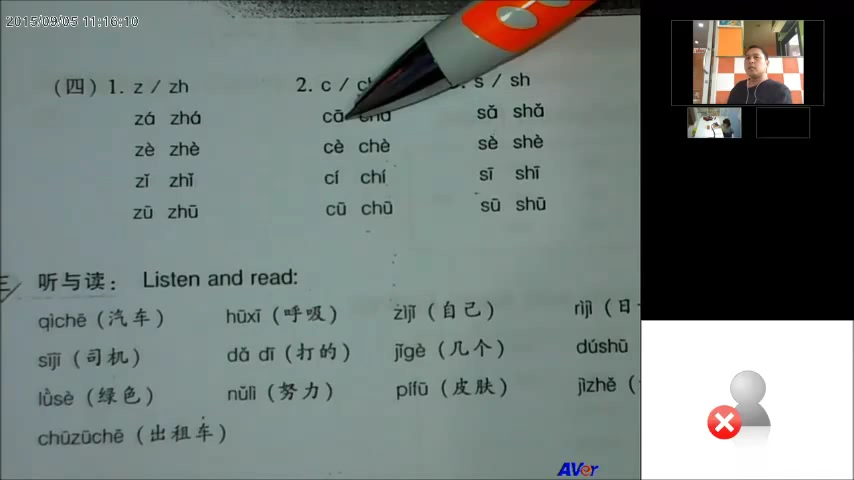 2015/09/05 11:16:10
(四) 1. z / zh 2. c / s / sh
zá zhá cā sǎ shǎ
zè zhè cè chè sè shè
zǐ zhǐ cí chí sī shī
zū zhū cū chū sū shū
听与读: Listen and read:
qìchē (汽车) hūxī (呼吸) zìjǐ (自己) rìjì (日
sījī (司机) dǎ dī (打的) jǐgè (几个) dúshū
lǜsè (绿色) nǔlì (努力) pífū (皮肤) jìzhě (
chūzūchē (出租车)
AVer